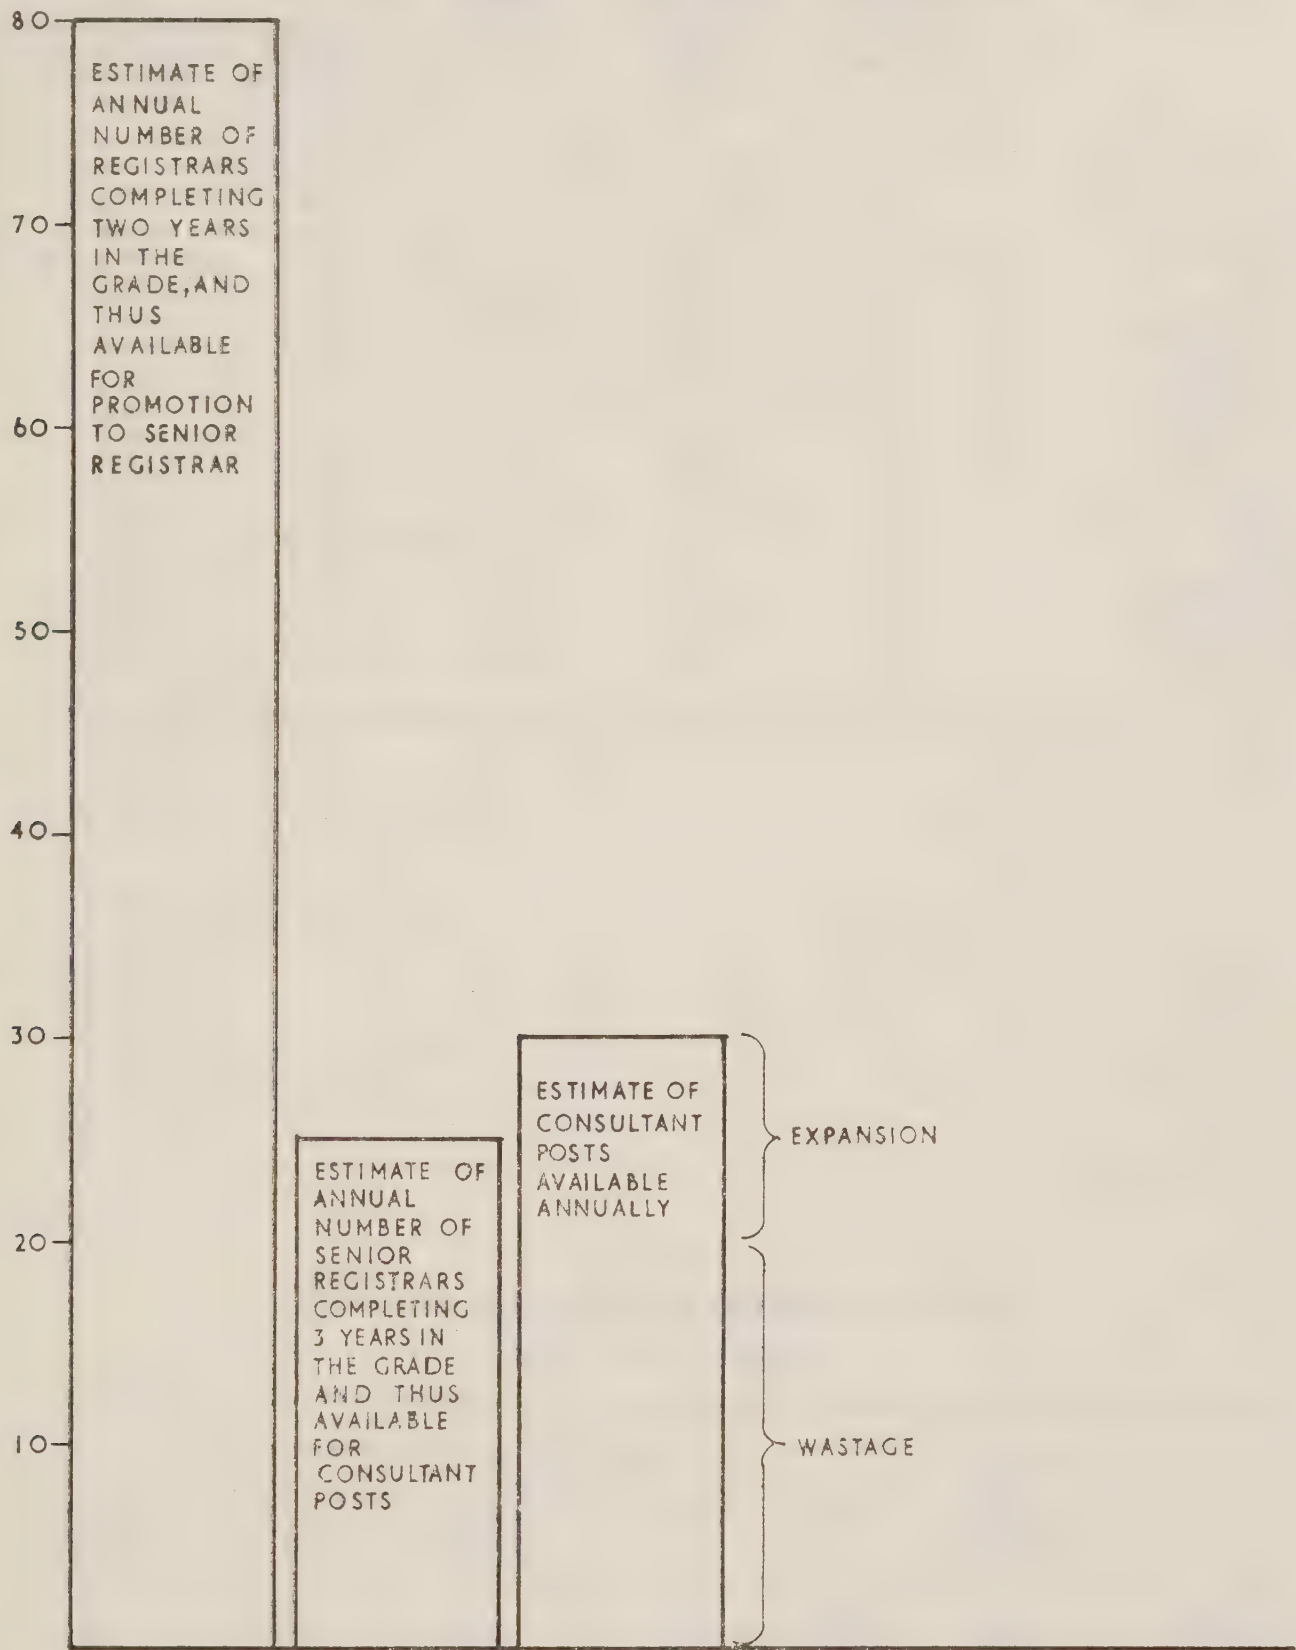 80
ESTIMATE OF
ANNUAL
NUMBER OF
REGISTRARS
COMPLETING
TWO YEARS
IN THE
GRADE, AND
THUS
AVAILABLE
FOR
PROMOTION
TO SENIOR
REGISTRAR
70
60
50
40
30
20
10
ESTIMATE OF
ANNUAL
NUMBER OF
SENIOR
REGISTRARS
COMPLETING
3 YEARS IN
THE GRADE
AND THUS
AVAILABLE
FOR
CONSULTANT
POSTS
ESTIMATE OF
CONSULTANT
POSTS
AVAILABLE
ANNUALLY
EXPANSION
WASTAGE